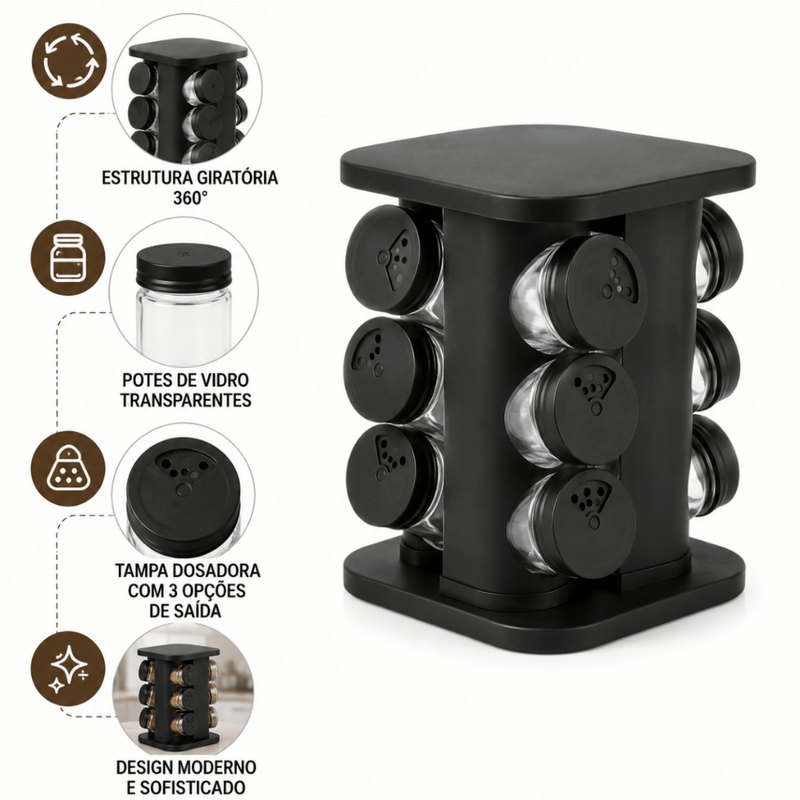 ESTRUTURA GIRATÓRIA
360°
POTES DE VIDRO
TRANSPARENTES
TAMPA DOSADORA
COM 3 OPÇÕES
DE SAÍDA
DESIGN MODERNO
E SOFISTICADO